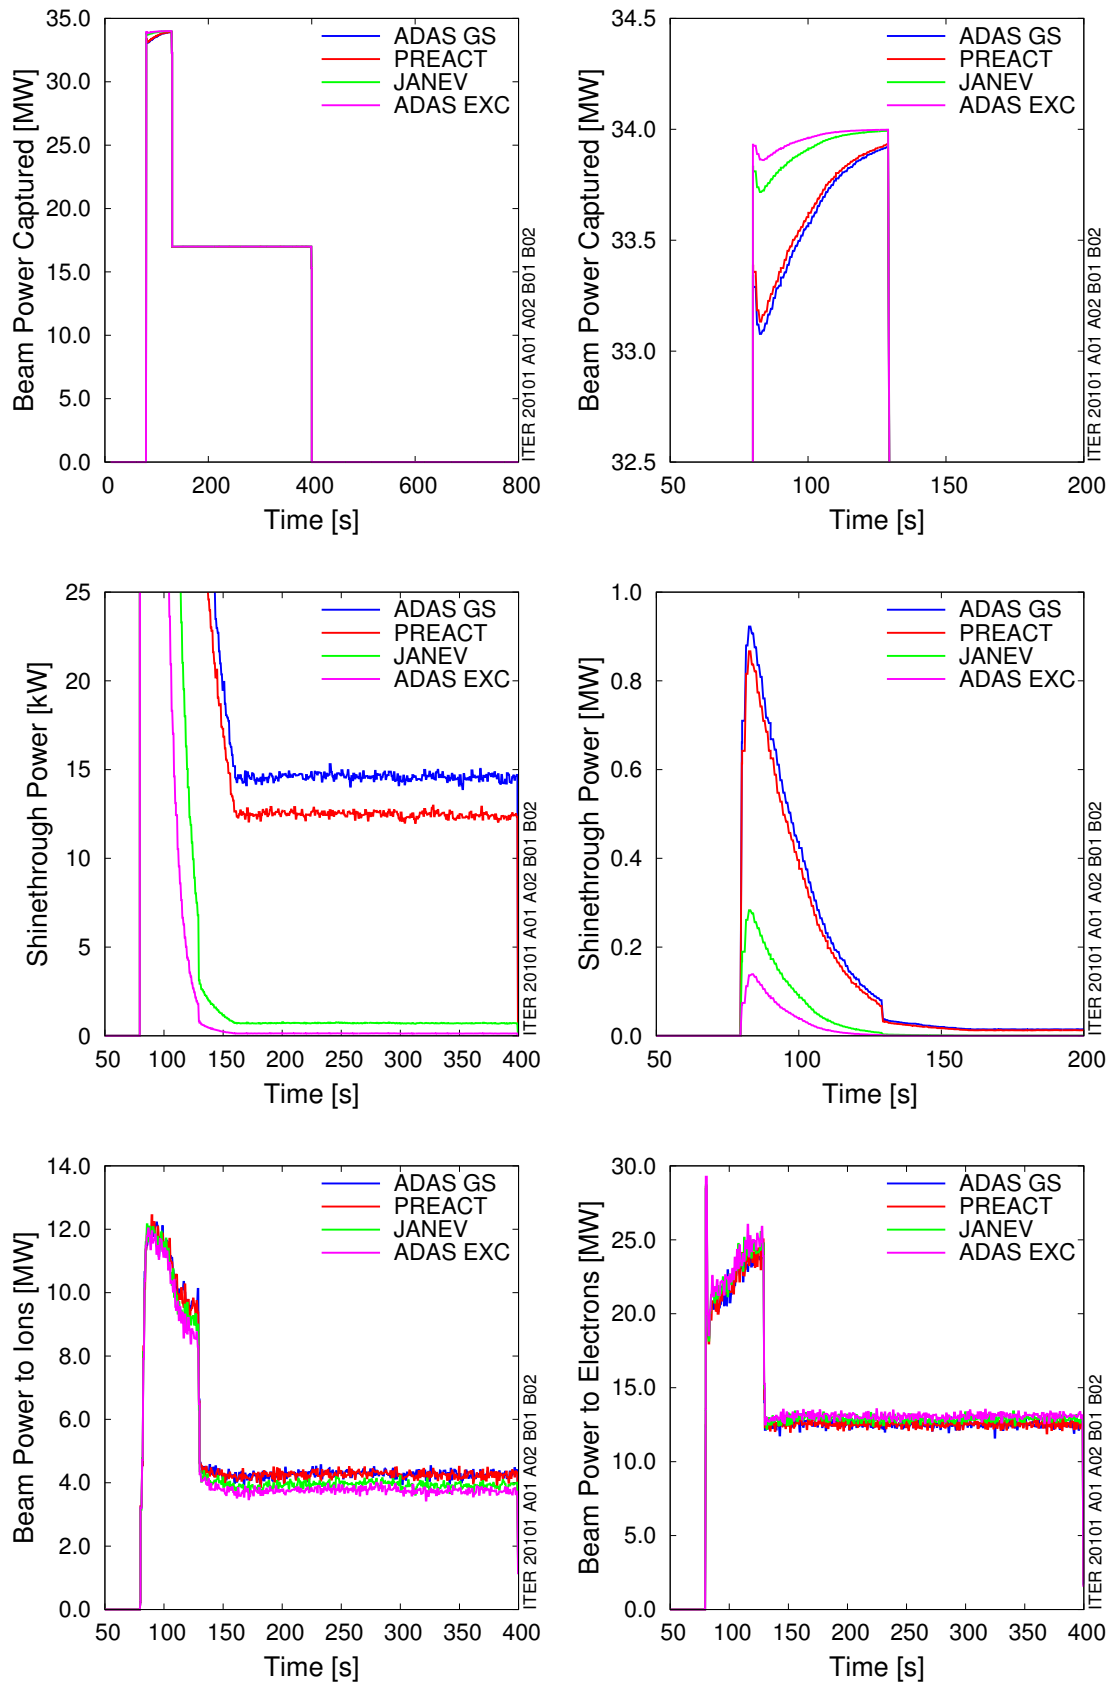 Beam Power Captured [MW]
35.0
30.0
25.0
20.0
15.0
10.0
5.0
0.0
0 200 400 600 800
Time [s]
ADAS GS
PREACT
JANEV
ADAS EXC
ITER 20101 A01 A02 B01 B02
Beam Power Captured [MW]
34.5
34.0
33.5
33.0
32.5
50 100 150 200
Time [s]
ADAS GS
PREACT
JANEV
ADAS EXC
ITER 20101 A01 A02 B01 B02
Shinethrough Power [kW]
25
20
15
10
5
0
50 100 150 200 250 300 350 400
Time [s]
ADAS GS
PREACT
JANEV
ADAS EXC
ITER 20101 A01 A02 B01 B02
Shinethrough Power [MW]
1.0
0.8
0.6
0.4
0.2
0.0
50 100 150 200
Time [s]
ADAS GS
PREACT
JANEV
ADAS EXC
ITER 20101 A01 A02 B01 B02
Beam Power to Ions [MW]
14.0
12.0
10.0
8.0
6.0
4.0
2.0
0.0
50 100 150 200 250 300 350 400
Time [s]
ADAS GS
PREACT
JANEV
ADAS EXC
ITER 20101 A01 A02 B01 B02
Beam Power to Electrons [MW]
30.0
25.0
20.0
15.0
10.0
5.0
0.0
50 100 150 200 250 300 350 400
Time [s]
ADAS GS
PREACT
JANEV
ADAS EXC
ITER 20101 A01 A02 B01 B02